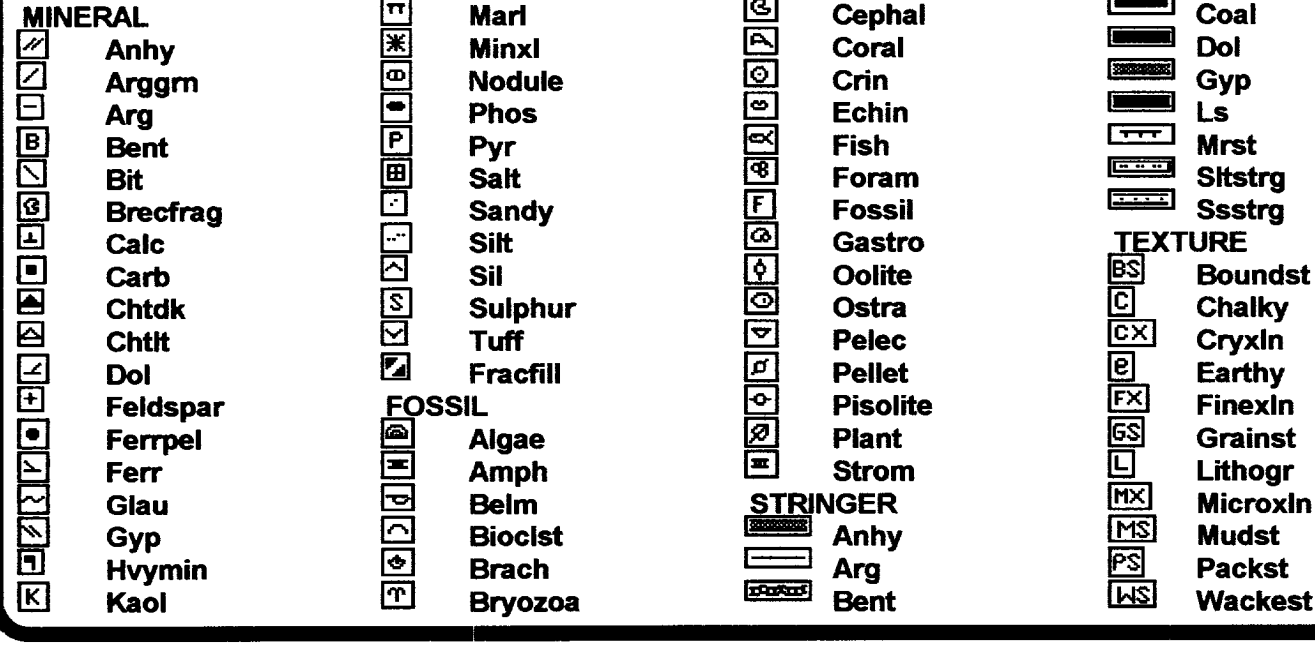 MINERAL
Anhy
Arggrn
Arg
B Bent
Bit
Brecfrag
Calc
Carb
Chtdk
Chtlt
Dol
Feldspar
Ferrpel
Ferr
Glau
Gyp
Hvymin
K Kaol
Marl
Minxl
Nodule
Phos
P Pyr
Salt
Sandy
Silt
Sil
S Sulphur
Tuff
Fracfill
FOSSIL
Algae
Amph
Belm
Bioclst
Brach
Bryozoa
Cephal
Coral
Crin
Echin
Fish
Foram
F Fossil
Gastro
Oolite
Ostra
Pelec
Pellet
Pisolite
Plant
Strom
STRINGER
Anhy
Arg
Bent
Coal
Dol
Gyp
Ls
Mrst
Sltstrg
Ssstrg
TEXTURE
BS Boundst
C Chalky
CX Cryxln
e Earthy
FX Finexln
GS Grainst
L Lithogr
MX Microxln
MS Mudst
PS Packst
WS Wackest